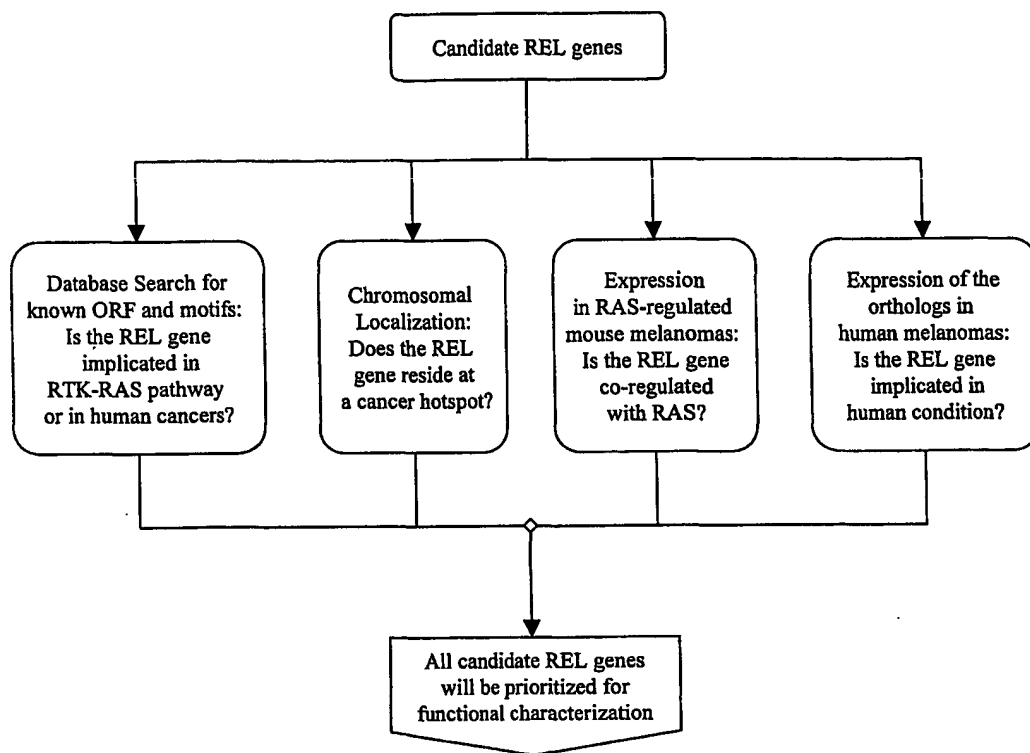 Candidate REL genes
Database Search for
known ORF and motifs:
Is the REL gene
implicated in
RTK-RAS pathway
or in human cancers?
Chromosomal
Localization:
Does the REL
gene reside at
a cancer hotspot?
Expression
in RAS-regulated
mouse melanomas:
Is the REL gene
co-regulated
with RAS?
Expression of the
orthologs in
human melanomas:
Is the REL gene
implicated in
human condition?
All candidate REL genes
will be prioritized for
functional characterization